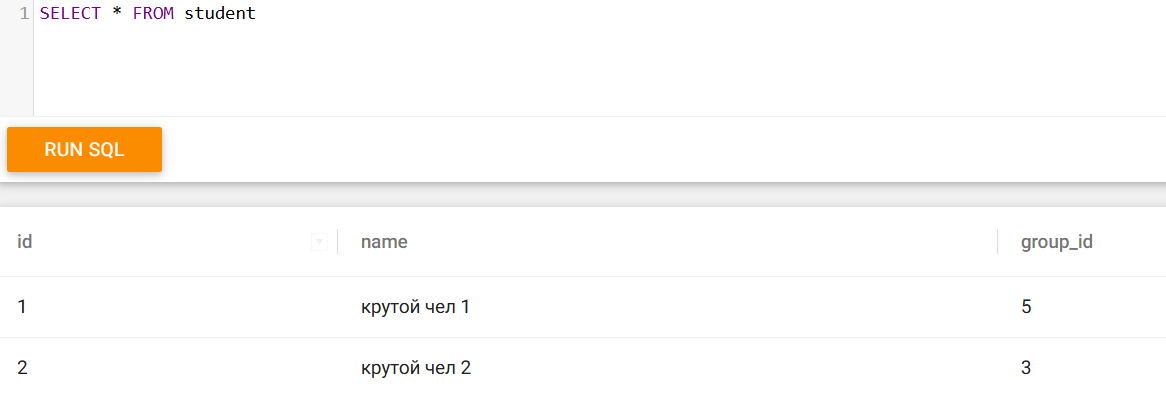 1 SELECT * FROM student
RUN SQL
id name group_id
1 крутой чел 1 5
2 крутой чел 2 3